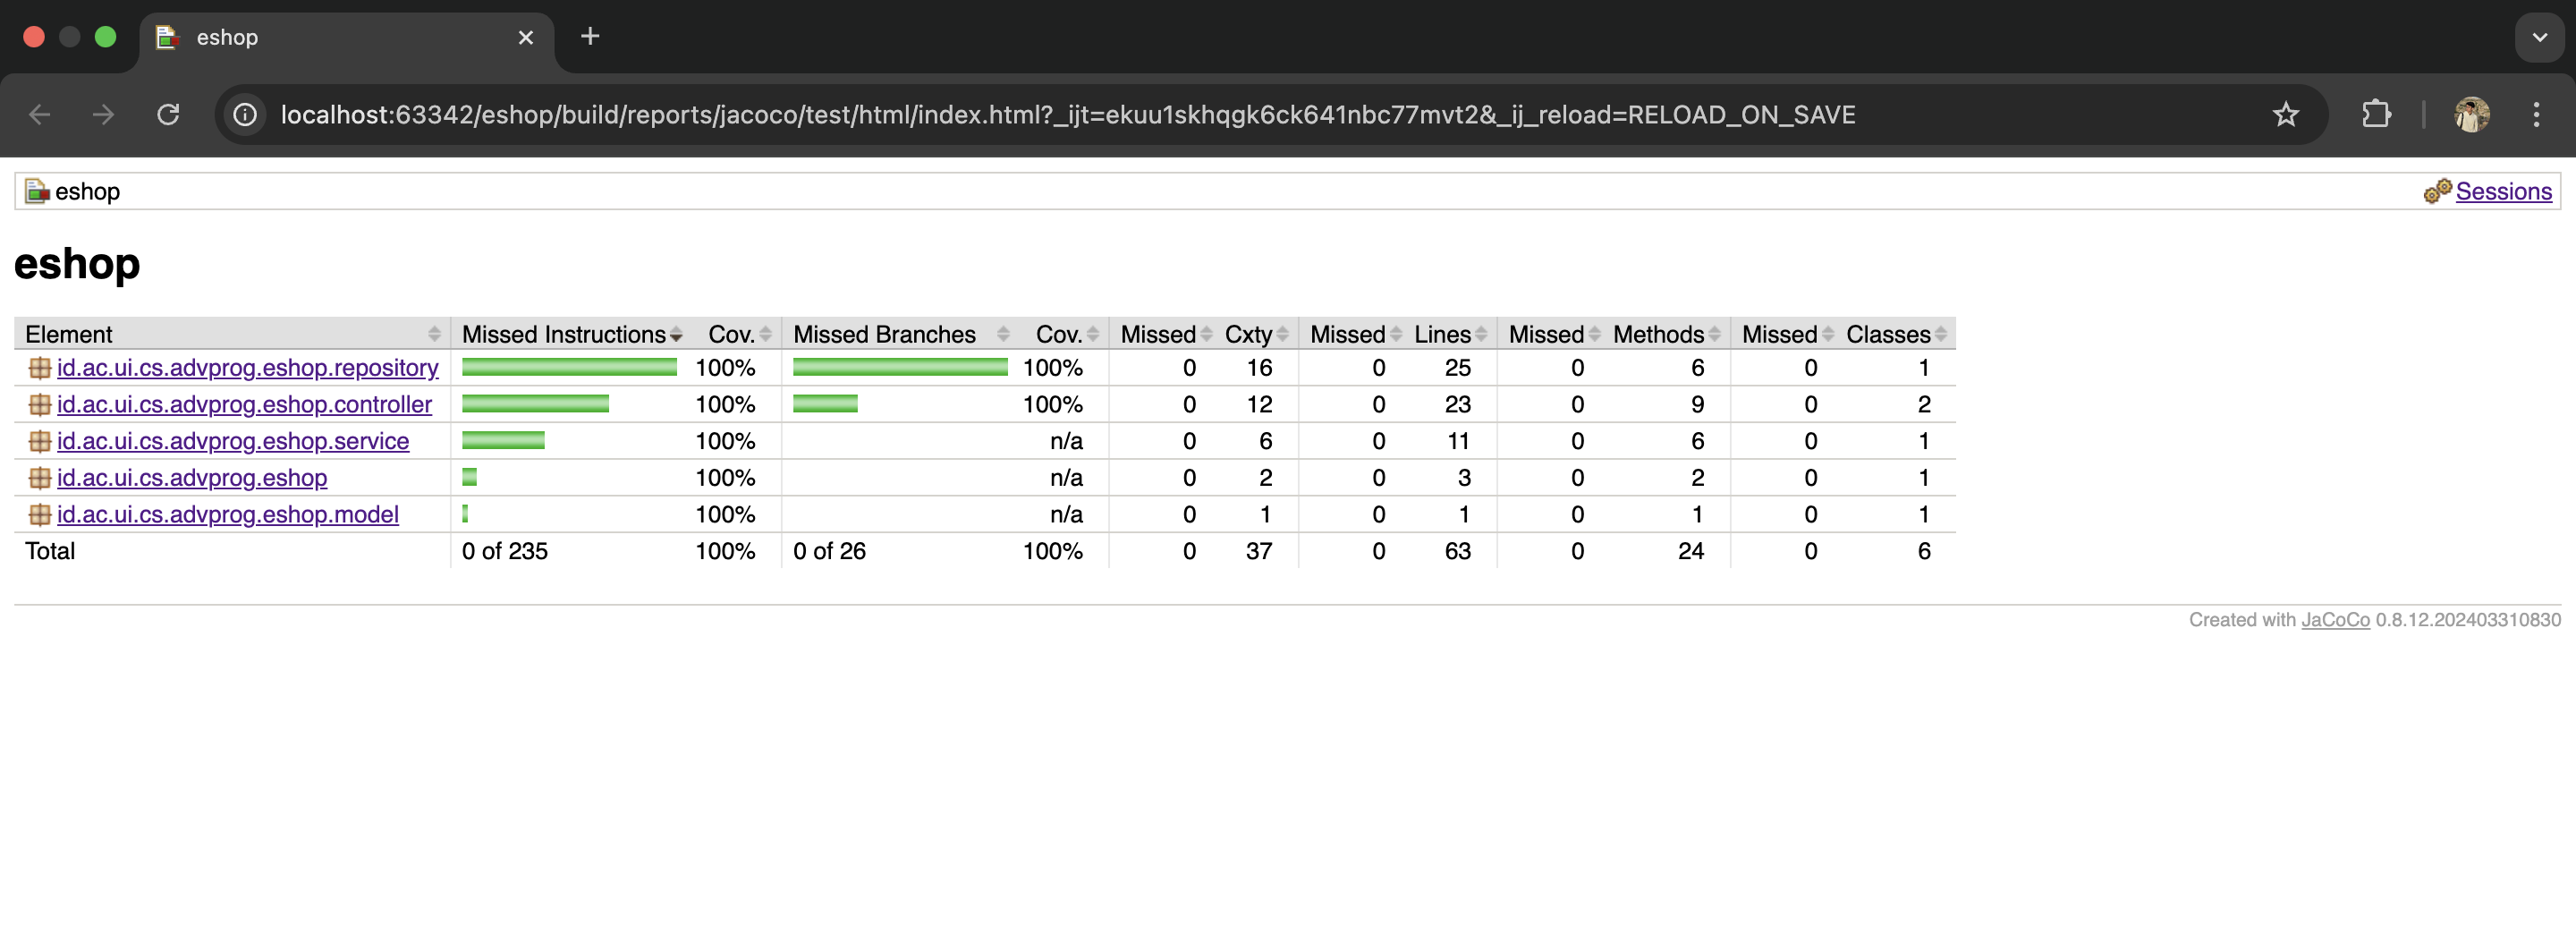 eshop
localhost:63342/eshop/build/reports/jacoco/test/html/index.html?_ijt=ekuu1skhqgk6ck641nbc77mvt2&_ij_reload=RELOAD_ON_SAVE
eshop Sessions
eshop
Element Missed Instructions Cov. Missed Branches Cov. Missed Cxty Missed Lines Missed Methods Missed Classes
id.ac.ui.cs.advprog.eshop.repository 100% 100% 0 16 0 25 0 6 0 1
id.ac.ui.cs.advprog.eshop.controller 100% 100% 0 12 0 23 0 9 0 2
id.ac.ui.cs.advprog.eshop.service 100% n/a 0 6 0 11 0 6 0 1
id.ac.ui.cs.advprog.eshop 100% n/a 0 2 0 3 0 2 0 1
id.ac.ui.cs.advprog.eshop.model 100% n/a 0 1 0 1 0 1 0 1
Total 0 of 235 100% 0 of 26 100% 0 37 0 63 0 24 0 6
Created with JaCoCo 0.8.12.202403310830